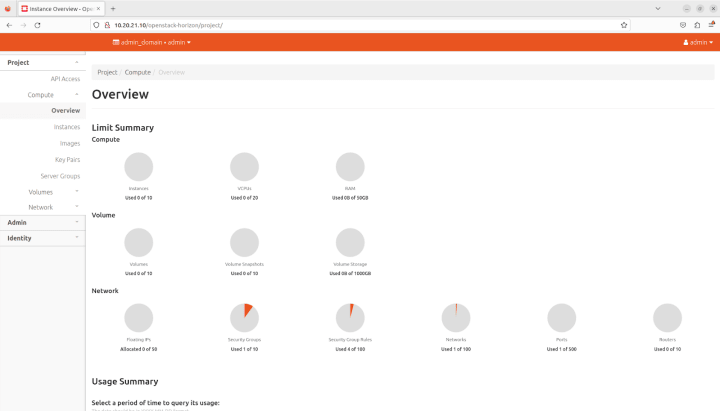 Instance Overview - Ope
10.20.21.10/openstack-horizon/project/
admin_domain • admin
admin
Project
API Access
Compute
Overview
Instances
Images
Key Pairs
Server Groups
Volumes
Network
Admin
Identity
Project / Compute / Overview
Overview
Limit Summary
Compute
Instances VCPUs RAM
Used 0 of 10 Used 0 of 20 Used 0B of 50GB
Volume
Volumes Volume Snapshots Volume Storage
Used 0 of 10 Used 0 of 10 Used 0B of 1000GB
Network
Floating IPs Security Groups Security Group Rules Networks Ports Routers
Allocated 0 of 50 Used 1 of 10 Used 4 of 100 Used 1 of 100 Used 1 of 500 Used 0 of 10
Usage Summary
Select a period of time to query its usage: